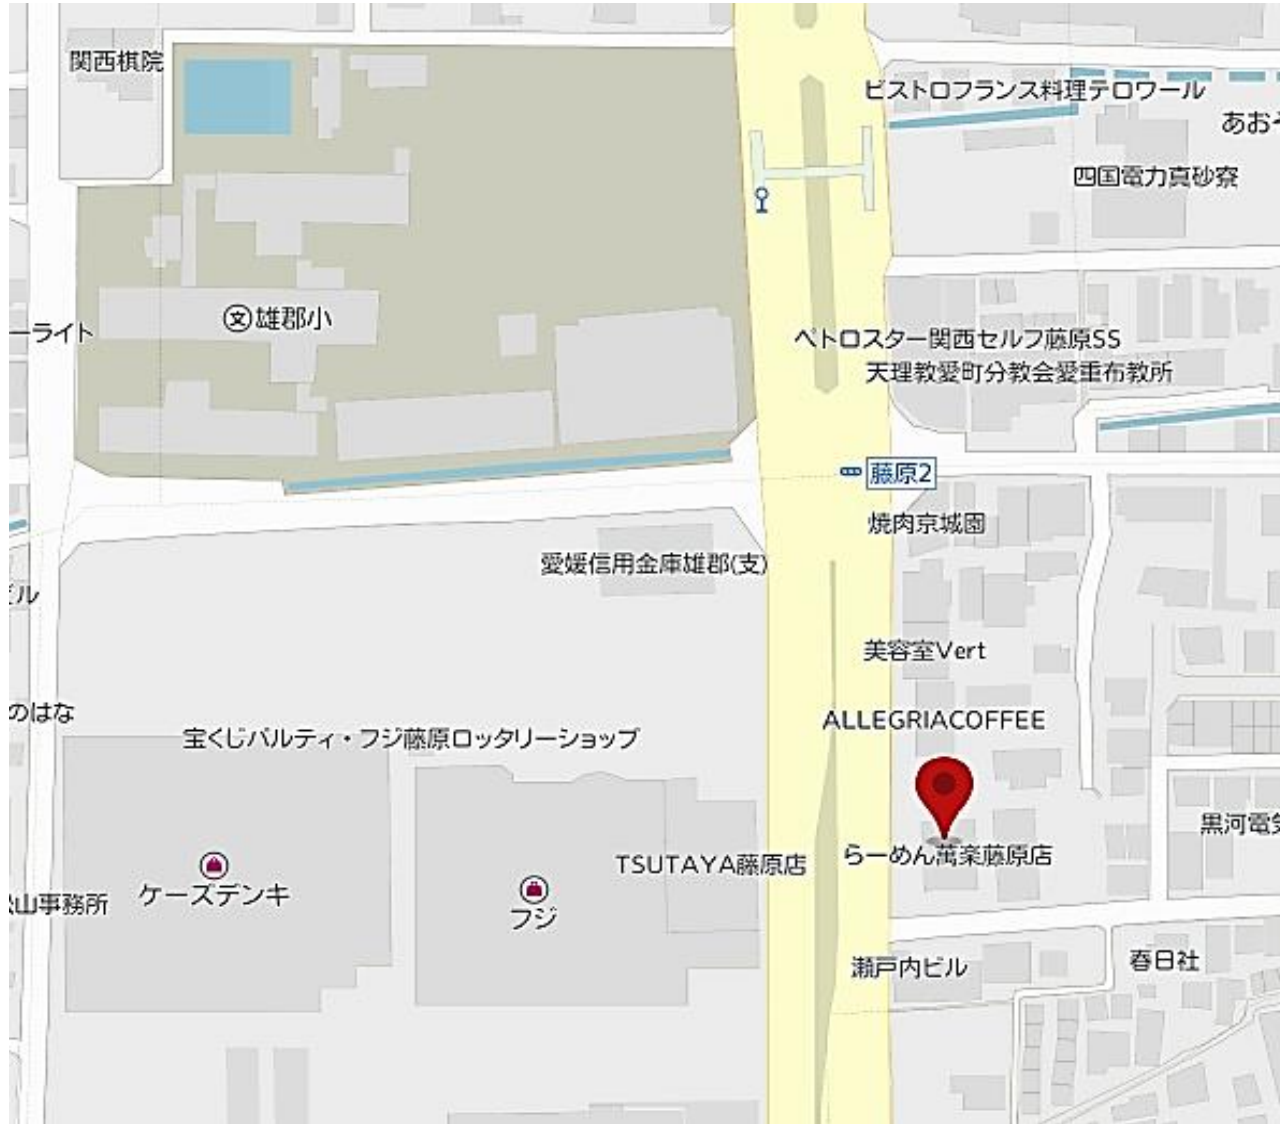 関西棋院
ビストロフランス料理テロワール
あおぞ
四国電力真砂寮
文
雄郡小
ーライト
ペトロスター関西セルフ藤原SS
天理教愛町分教会愛重布教所
藤原2
焼肉京城園
愛媛信用金庫雄郡(支)
ビル
美容室Vert
のはな
ALLEGRIACOFFEE
宝くじパルティ・フジ藤原ロッタリーショップ
黒河電気
らーめん萬楽藤原店
TSUTAYA藤原店
ケーズデンキ
山事務所
フジ
瀬戸内ビル
春日社